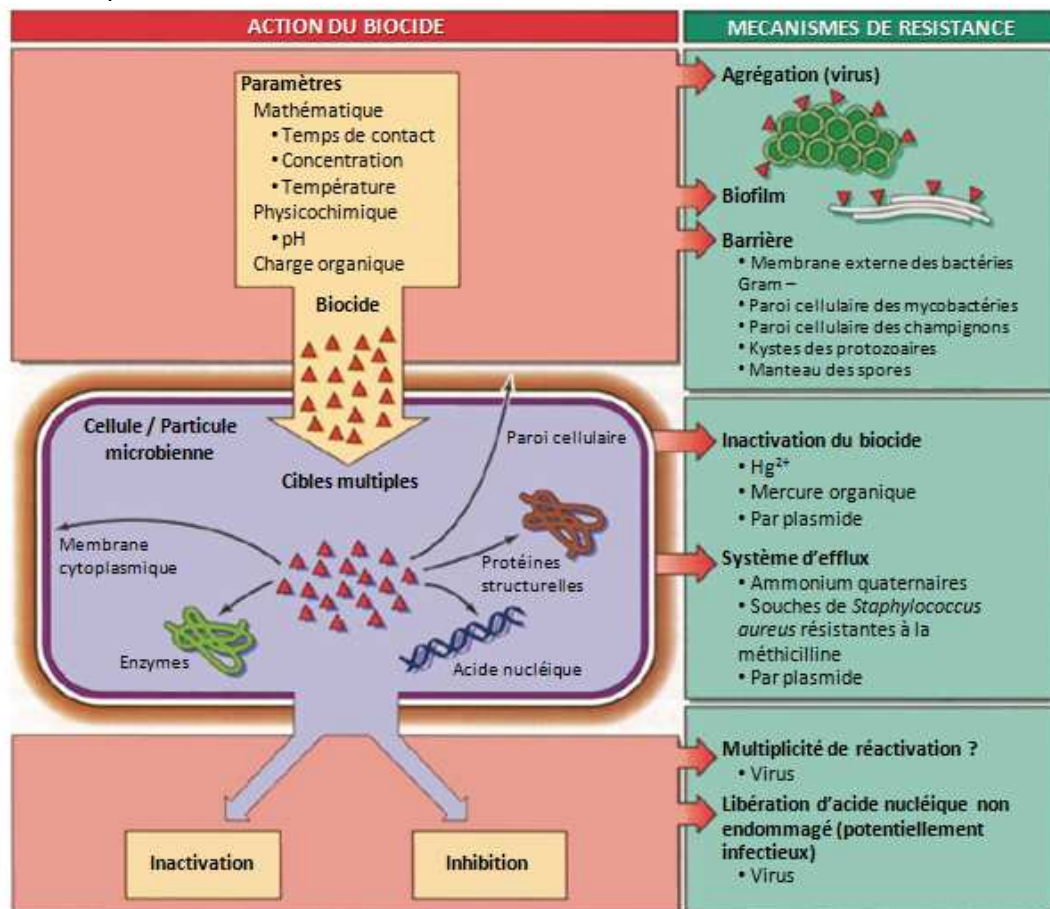 ACTION DU BIOCIDE
Paramètres
Mathématique
• Temps de contact
• Concentration
• Température
Physicochimique
• pH
Charge organique
Biocide
Cellule / Particule
microbienne
Cibles multiples
Paroi cellulaire
Membrane
cytoplasmique
Protéines
structurelles
Enzymes
Acide nucléique
Inactivation
Inhibition
MECANISMES DE RESISTANCE
Agrégation (virus)
Biofilm
Barrière
• Membrane externe des bactéries
Gram –
• Paroi cellulaire des mycobactéries
• Paroi cellulaire des champignons
• Kystes des protozoaires
• Manteau des spores
Inactivation du biocide
• Hg²⁺
• Mercure organique
• Par plasmide
Système d'efflux
• Ammonium quaternaires
• Souches de Staphylococcus
aureus résistantes à la
méthicilline
• Par plasmide
Multiplicité de réactivation ?
• Virus
Libération d'acide nucléique non
endommagé (potentiellement
infectieux)
• Virus